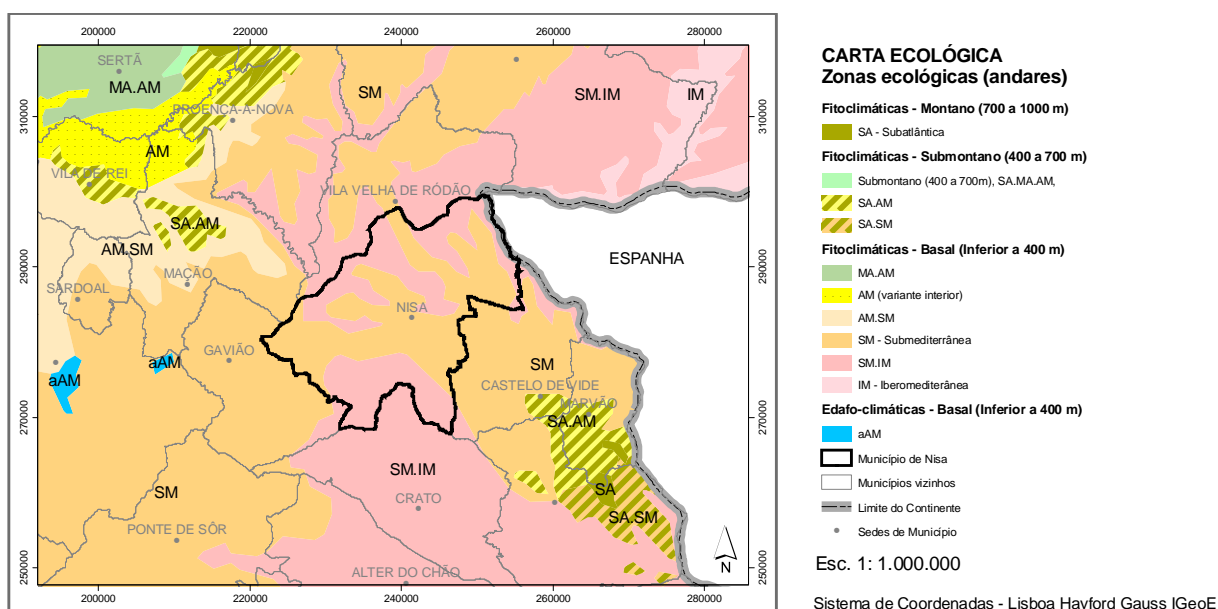 200000 220000 240000 260000 280000
SERTÃ
MA.AM
SM
SM.IM
IM
310000
310000
PROENÇA-A-NOVA
AM
VILA DE REI
VILA VELHA DE RÓDÃO
SA.AM
AM.SM
ESPANHA
290000
290000
MAÇÃO
SARDOAL
NISA
GAVIÃO
aAM
aAM
SM
CASTELO DE VIDE
MARVÃO
SA.AM
270000
270000
SM.IM
SM
CRATO
SA
SA.SM
PONTE DE SÔR
ALTER DO CHÃO
N
250000
250000
200000 220000 240000 260000 280000
CARTA ECOLÓGICA
Zonas ecológicas (andares)
Fitoclimáticas - Montano (700 a 1000 m)
SA - Subatlântica
Fitoclimáticas - Submontano (400 a 700 m)
Submontano (400 a 700m), SA.MA.AM,
SA.AM
SA.SM
Fitoclimáticas - Basal (Inferior a 400 m)
MA.AM
AM (variante interior)
AM.SM
SM - Submediterrânea
SM.IM
IM - Iberomediterânea
Edafo-climáticas - Basal (Inferior a 400 m)
aAM
Município de Nisa
Municípios vizinhos
Limite do Continente
Sedes de Município
Esc. 1: 1.000.000
Sistema de Coordenadas - Lisboa Hayford Gauss IGeoE